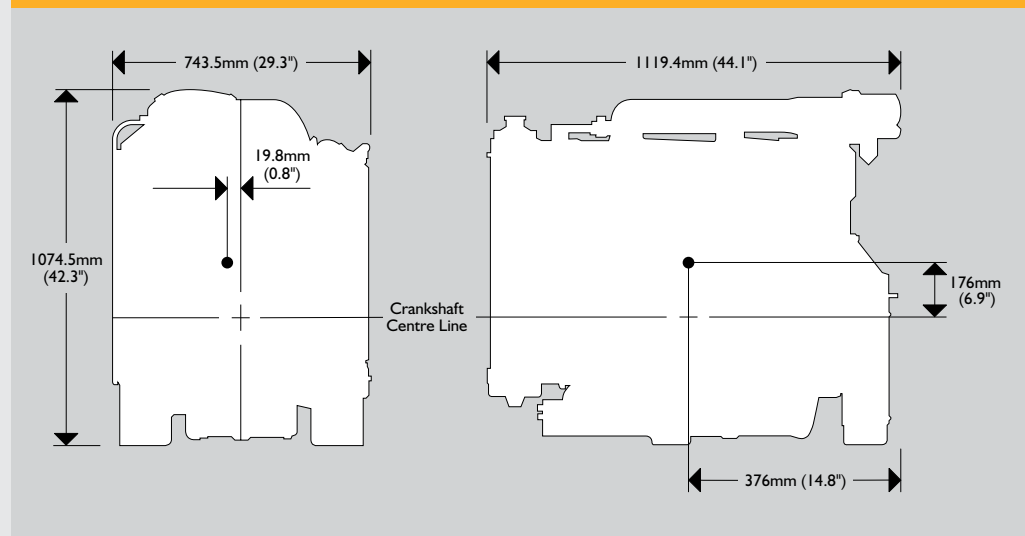 743.5mm (29.3")
1119.4mm (44.1")
19.8mm
(0.8")
1074.5mm
(42.3")
176mm
(6.9")
Crankshaft
Centre Line
376mm (14.8")